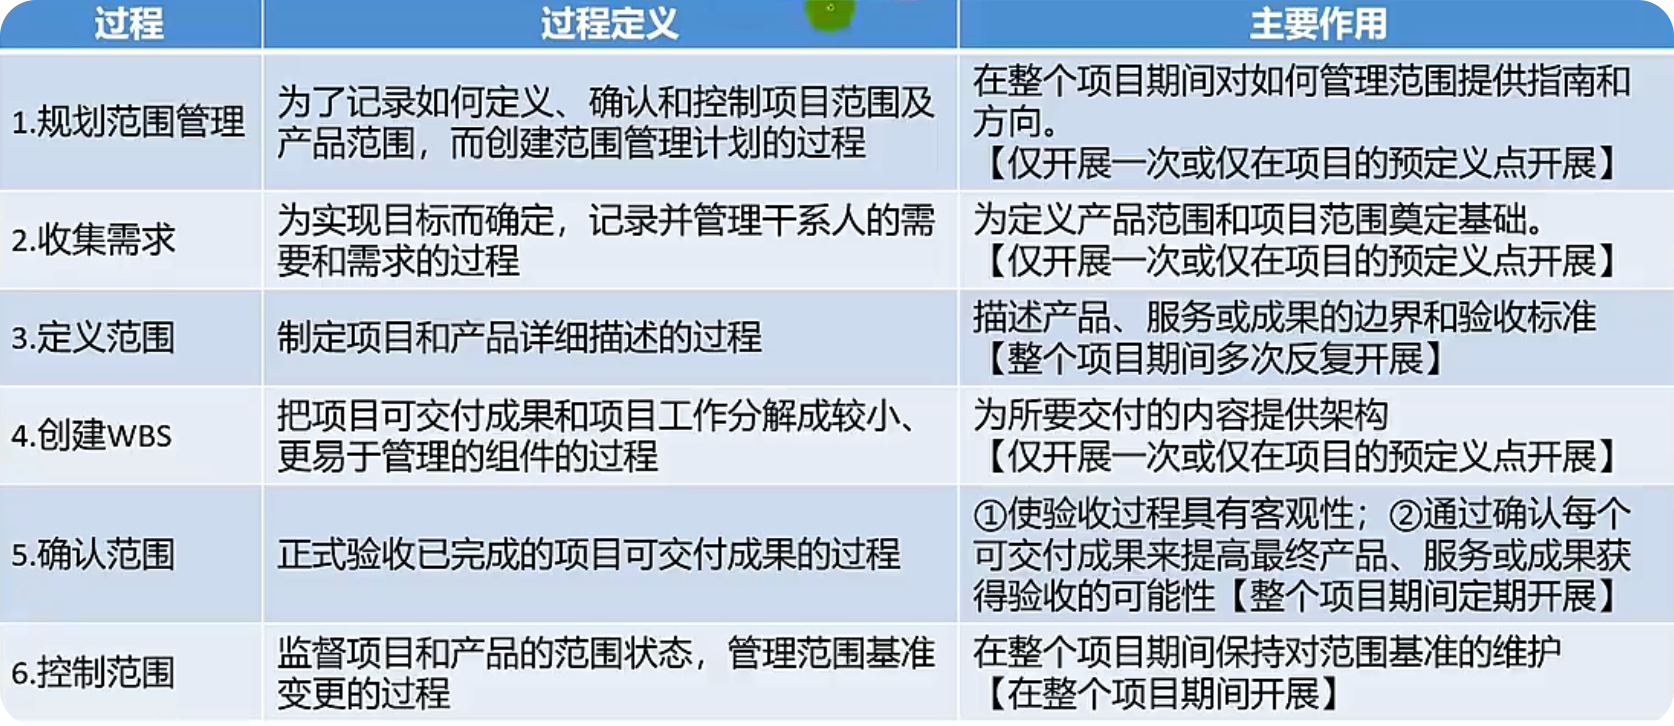 过程
过程定义
主要作用
1.规划范围管理
为了记录如何定义、确认和控制项目范围及
产品范围，而创建范围管理计划的过程
在整个项目期间对如何管理范围提供指南和
方向。
【仅开展一次或仅在项目的预定义点开展】
2.收集需求
为实现目标而确定，记录并管理干系人的需
要和需求的过程
为定义产品范围和项目范围奠定基础。
【仅开展一次或仅在项目的预定义点开展】
3.定义范围
制定项目和产品详细描述的过程
描述产品、服务或成果的边界和验收标准
【整个项目期间多次反复开展】
4.创建WBS
把项目可交付成果和项目工作分解成较小、
更易于管理的组件的过程
为所要交付的内容提供架构
【仅开展一次或仅在项目的预定义点开展】
5.确认范围
正式验收已完成的项目可交付成果的过程
①使验收过程具有客观性；②通过确认每个
可交付成果来提高最终产品、服务或成果获
得验收的可能性【整个项目期间定期开展】
6.控制范围
监督项目和产品的范围状态，管理范围基准
变更的过程
在整个项目期间保持对范围基准的维护
【在整个项目期间开展】